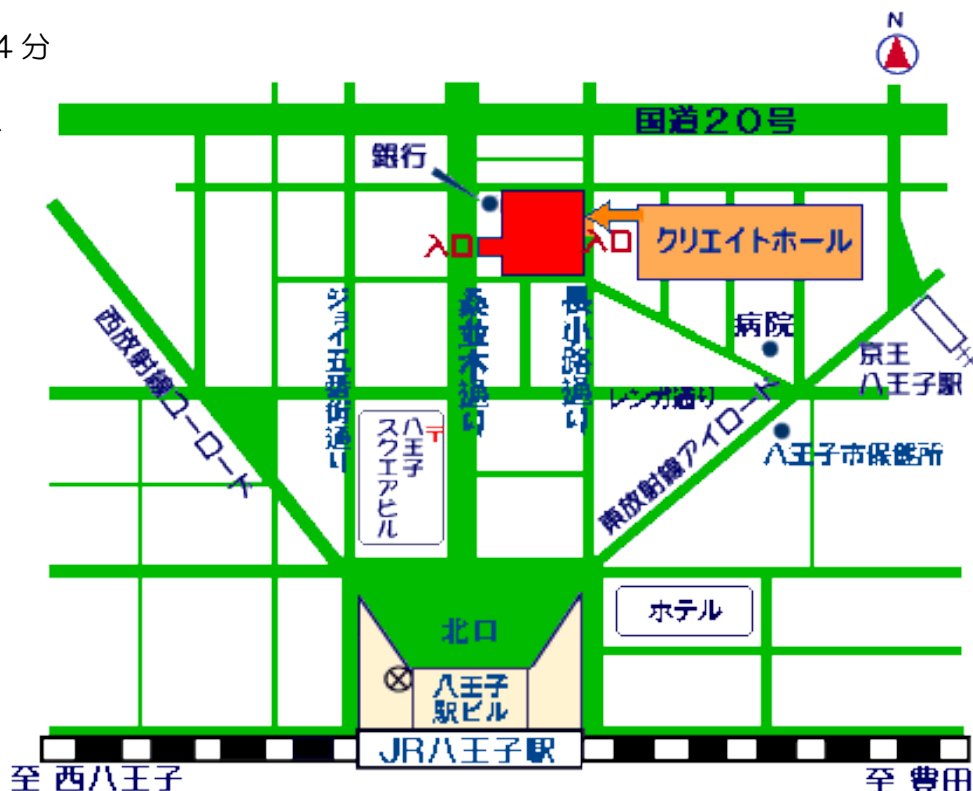 4分
N
国道20号
銀行
入口
入口
クリエイトホール
ジョイ五番街通り
桑並木通り
長小路通り
病院
京王
八王子駅
西放射線ユーロード
レンガ通り
〒
八王子
スクエアビル
東放射線アイロード
八王子市保健所
ホテル
北口
八王子
駅ビル
JR八王子駅
至 西八王子
至 豊田